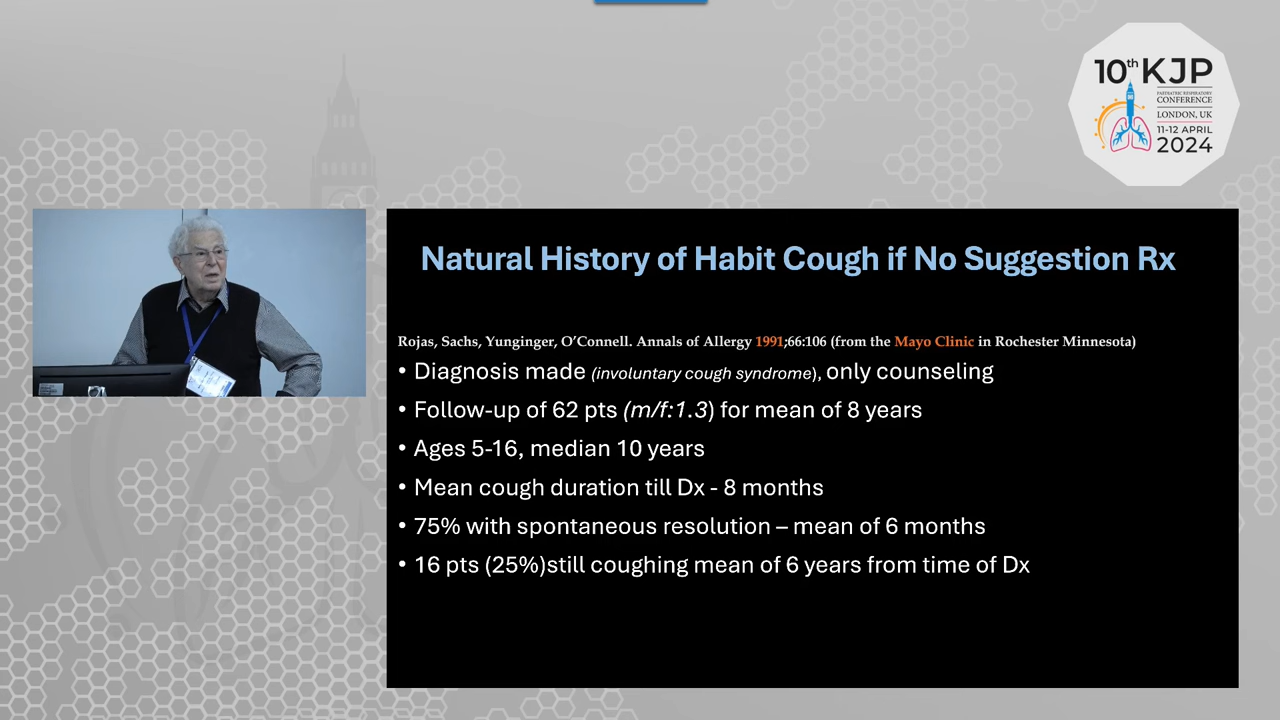 10th KJP
PAEDIATRIC RESPIRATORY
CONFERENCE
LONDON, UK
11-12 APRIL
2024
Natural History of Habit Cough if No Suggestion Rx
Rojas, Sachs, Yunginger, O’Connell. Annals of Allergy 1991;66:106 (from the Mayo Clinic in Rochester Minnesota)
• Diagnosis made (involuntary cough syndrome), only counseling
• Follow-up of 62 pts (m/f:1.3) for mean of 8 years
• Ages 5-16, median 10 years
• Mean cough duration till Dx - 8 months
• 75% with spontaneous resolution – mean of 6 months
• 16 pts (25%)still coughing mean of 6 years from time of Dx